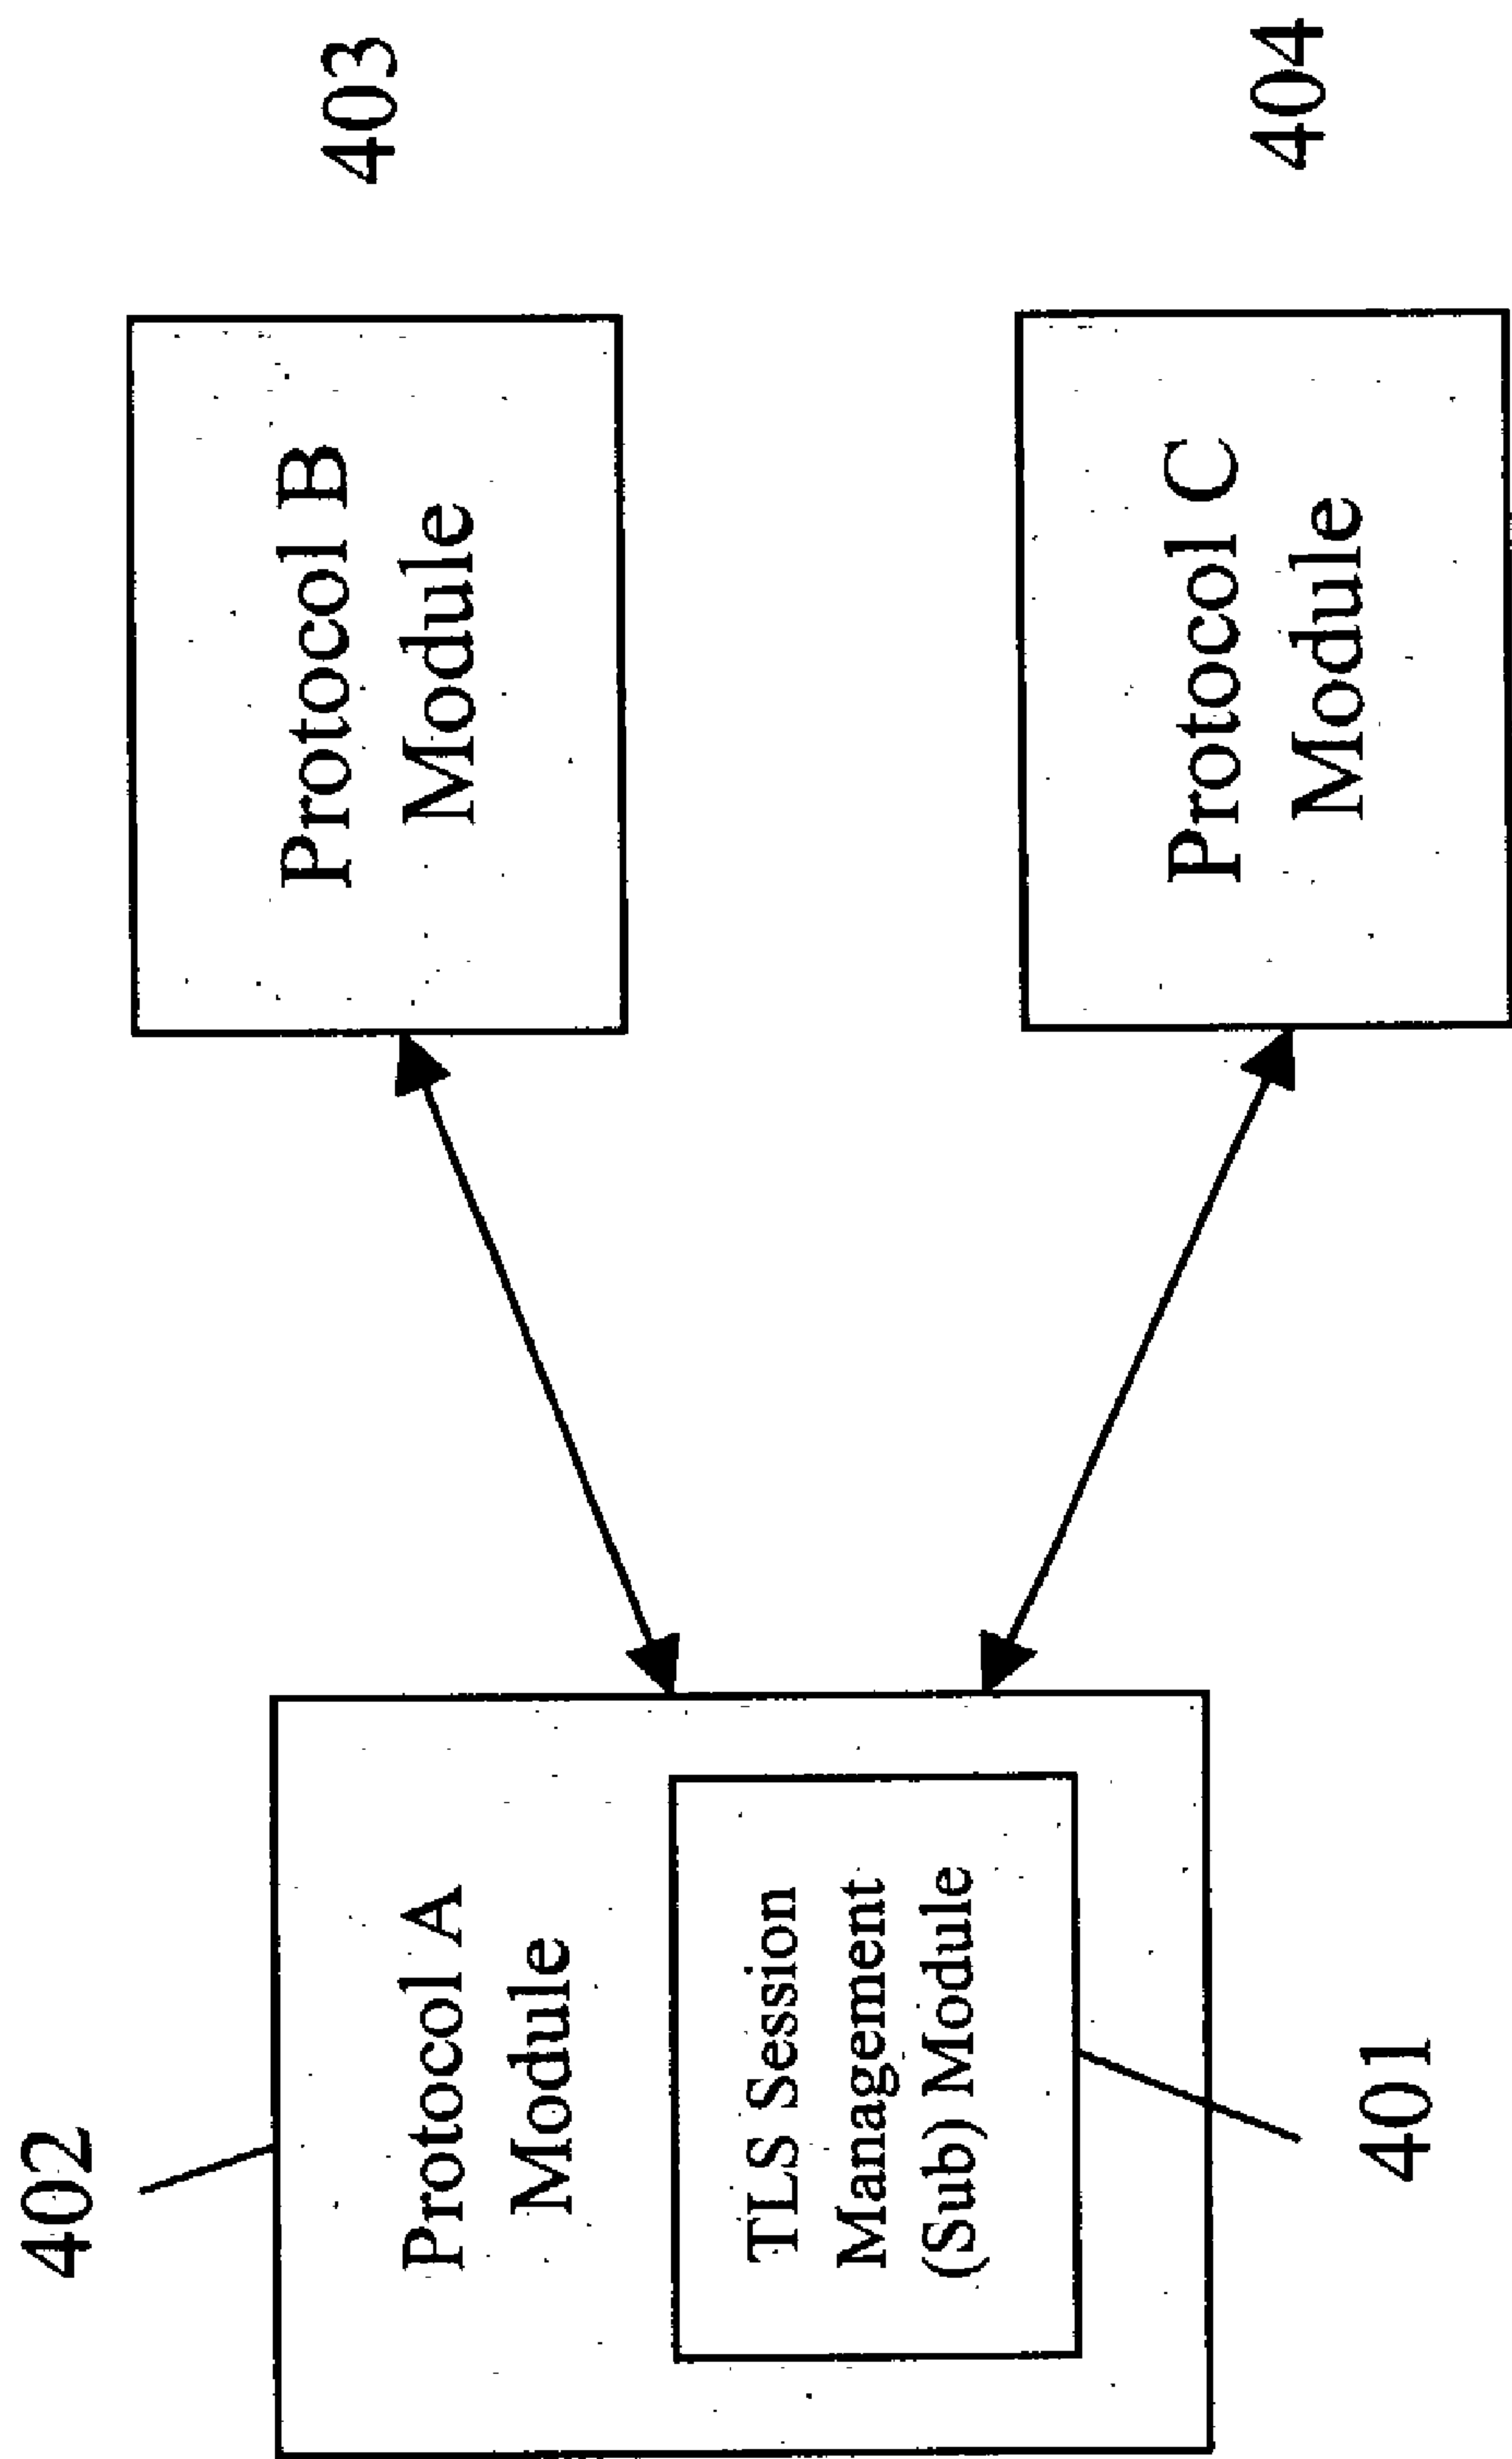 402
Protocol A
Module
TLS Session
Management
(Sub) Module
401
Protocol B
Module
403
Protocol C
Module
404